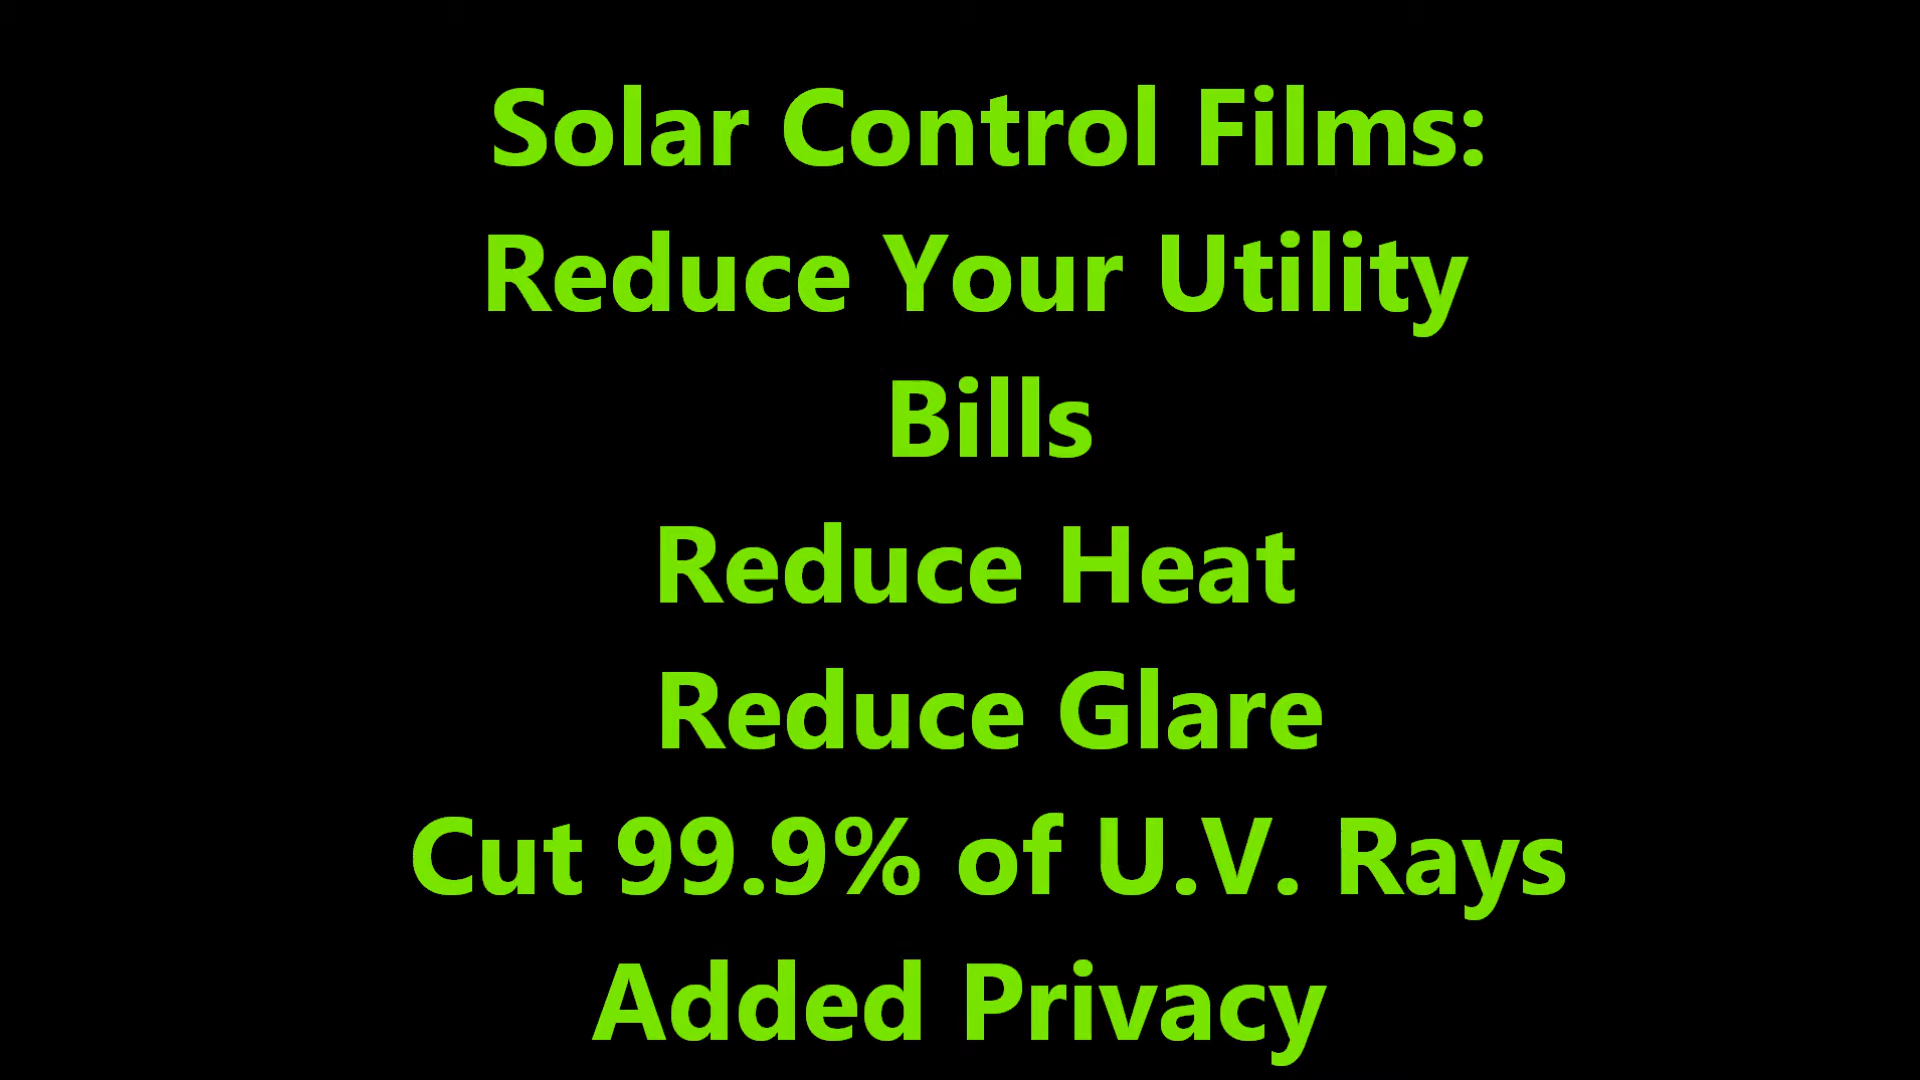 Solar Control Films:
Reduce Your Utility
Bills
Reduce Heat
Reduce Glare
Cut 99.9% of U.V. Rays
Added Privacy